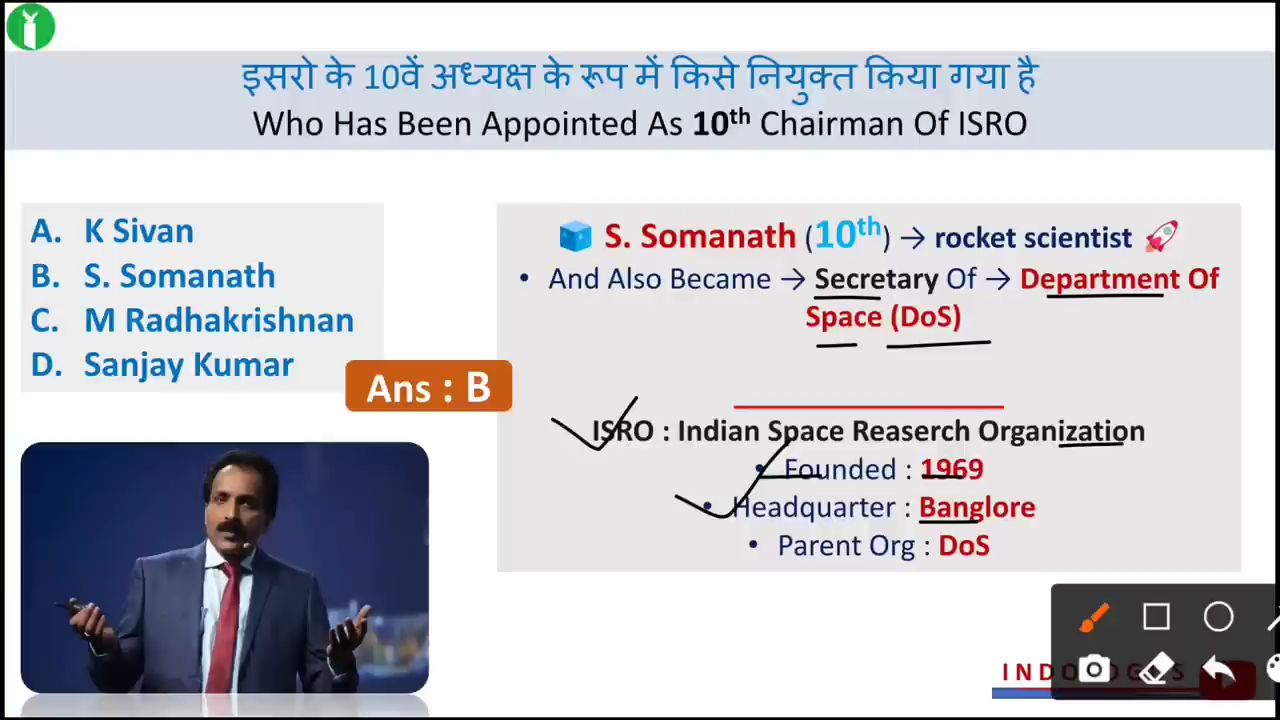 इसरो के 10वें अध्यक्ष के रूप में किसे नियुक्त किया गया है
Who Has Been Appointed As 10th Chairman Of ISRO
A. K Sivan
B. S. Somanath
C. M Radhakrishnan
D. Sanjay Kumar
Ans : B
S. Somanath (10th) → rocket scientist
• And Also Became → Secretary Of → Department Of
Space (DoS)
ISRO : Indian Space Reaserch Organization
• Founded : 1969
• Headquarter : Banglore
• Parent Org : DoS